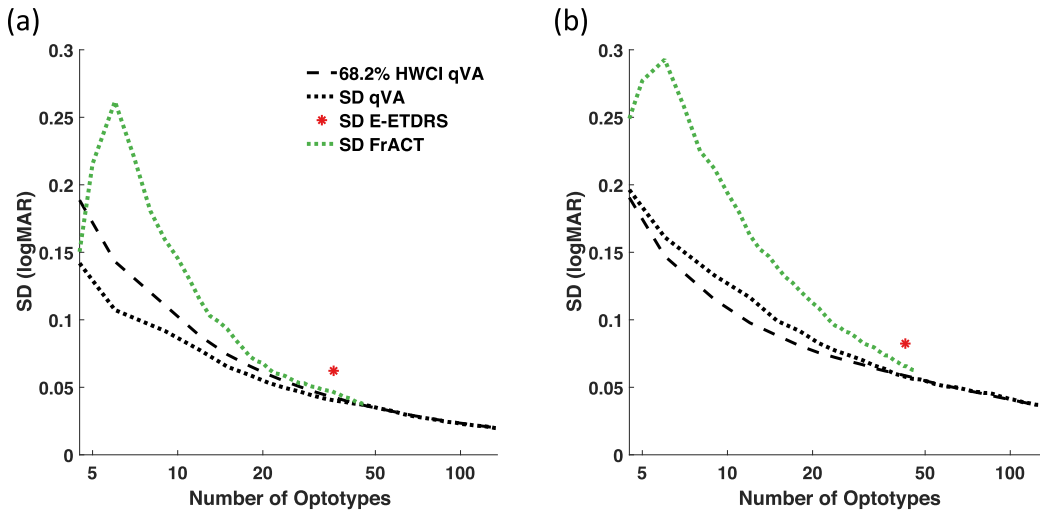 (a)
0.3
0.25
0.2
0.15
0.1
0.05
0
SD (logMAR)
68.2% HWCI qVA
SD qVA
SD E-ETDRS
SD FrACT
5 10 20 50 100
Number of Optotypes
(b)
0.3
0.25
0.2
0.15
0.1
0.05
0
SD (logMAR)
5 10 20 50 100
Number of Optotypes